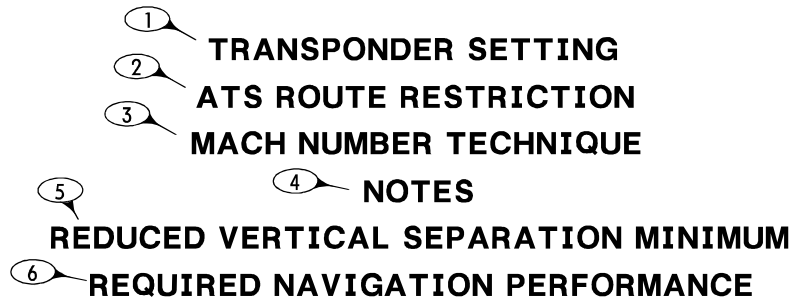 1 TRANSPONDER SETTING
2 ATS ROUTE RESTRICTION
3 MACH NUMBER TECHNIQUE
4 NOTES
5
REDUCED VERTICAL SEPARATION MINIMUM
6 REQUIRED NAVIGATION PERFORMANCE